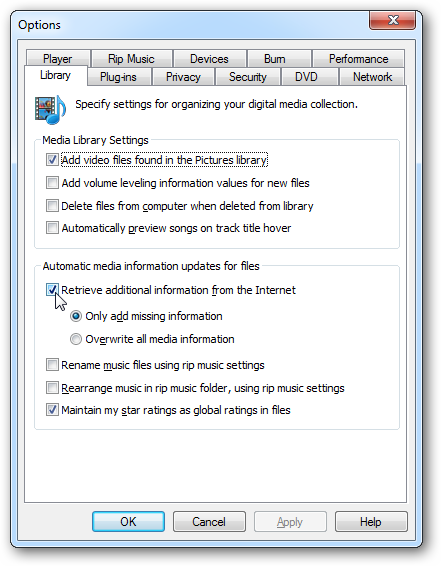 Options
Player Rip Music Devices Burn Performance
Library Plug-ins Privacy Security DVD Network
Specify settings for organizing your digital media collection.
Media Library Settings
Add video files found in the Pictures library
Add volume leveling information values for new files
Delete files from computer when deleted from library
Automatically preview songs on track title hover
Automatic media information updates for files
Retrieve additional information from the Internet
Only add missing information
Overwrite all media information
Rename music files using rip music settings
Rearrange music in rip music folder, using rip music settings
Maintain my star ratings as global ratings in files
OK Cancel Apply Help